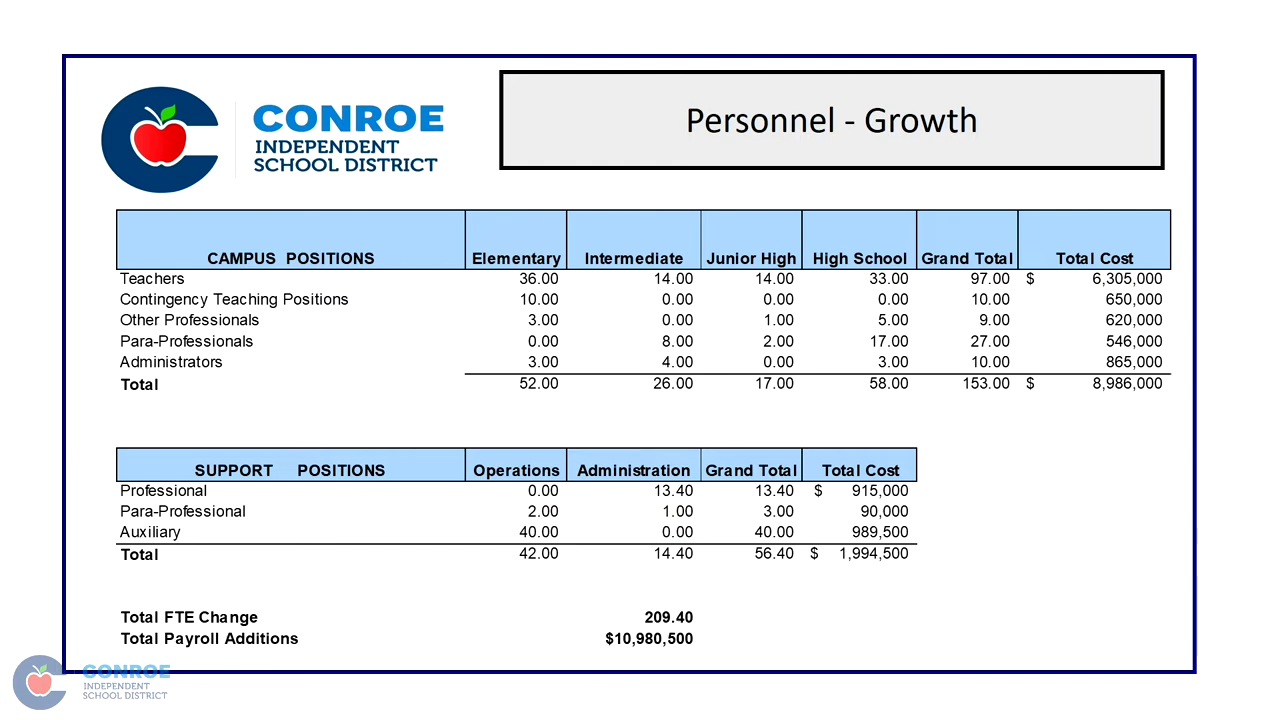 CONROE
INDEPENDENT
SCHOOL DISTRICT
Personnel - Growth
CAMPUS POSITIONS Elementary Intermediate Junior High High School Grand Total Total Cost
Teachers 36.00 14.00 14.00 33.00 97.00 $ 6,305,000
Contingency Teaching Positions 10.00 0.00 0.00 0.00 10.00 650,000
Other Professionals 3.00 0.00 1.00 5.00 9.00 620,000
Para-Professionals 0.00 8.00 2.00 17.00 27.00 546,000
Administrators 3.00 4.00 0.00 3.00 10.00 865,000
Total 52.00 26.00 17.00 58.00 153.00 $ 8,986,000
SUPPORT POSITIONS Operations Administration Grand Total Total Cost
Professional 0.00 13.40 13.40 $ 915,000
Para-Professional 2.00 1.00 3.00 90,000
Auxiliary 40.00 0.00 40.00 989,500
Total 42.00 14.40 56.40 $ 1,994,500
Total FTE Change 209.40
Total Payroll Additions $10,980,500
CONROE
INDEPENDENT
SCHOOL DISTRICT